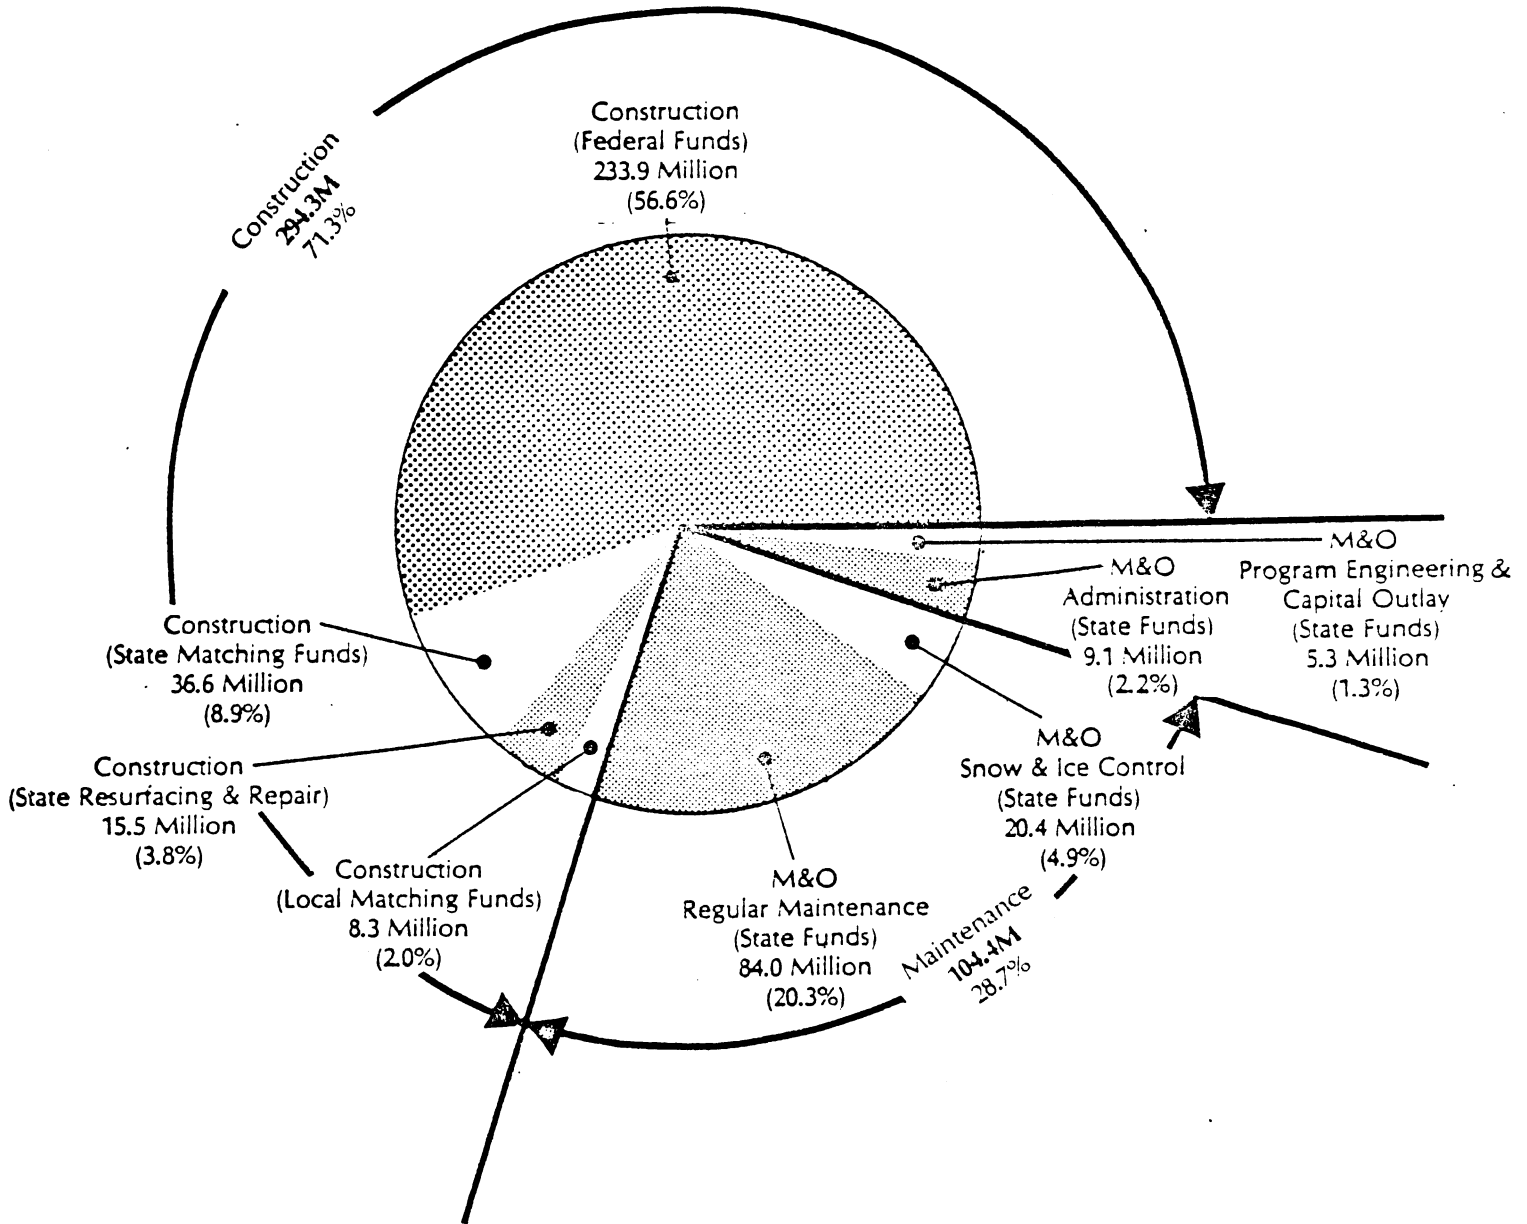 Construction
(Federal Funds)
233.9 Million
(56.6%)
Construction
294.3M
71.3%
M&O
Program Engineering &
Capital Outlay
(State Funds)
5.3 Million
(1.3%)
M&O
Administration
(State Funds)
9.1 Million
(2.2%)
Construction
(State Matching Funds)
36.6 Million
(8.9%)
M&O
Snow & Ice Control
(State Funds)
20.4 Million
(4.9%)
Construction
(State Resurfacing & Repair)
15.5 Million
(3.8%)
Construction
(Local Matching Funds)
8.3 Million
(2.0%)
M&O
Regular Maintenance
(State Funds)
84.0 Million
(20.3%)
Maintenance
104.4M
28.7%